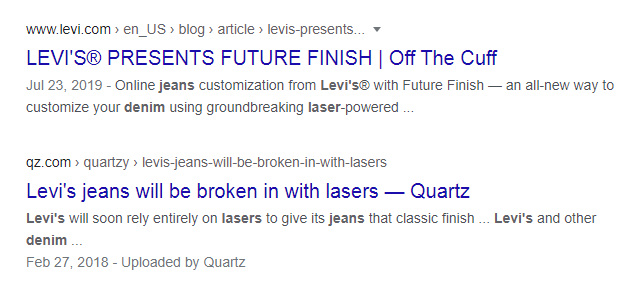 www.levi.com › en_US › blog › article › levis-presents...
LEVI'S® PRESENTS FUTURE FINISH | Off The Cuff
Jul 23, 2019 - Online jeans customization from Levi's® with Future Finish — an all-new way to
customize your denim using groundbreaking laser-powered ...
qz.com › quartzy › levis-jeans-will-be-broken-in-with-lasers
Levi's jeans will be broken in with lasers — Quartz
Levi's will soon rely entirely on lasers to give its jeans that classic finish ... Levi's and other
denim ...
Feb 27, 2018 - Uploaded by Quartz